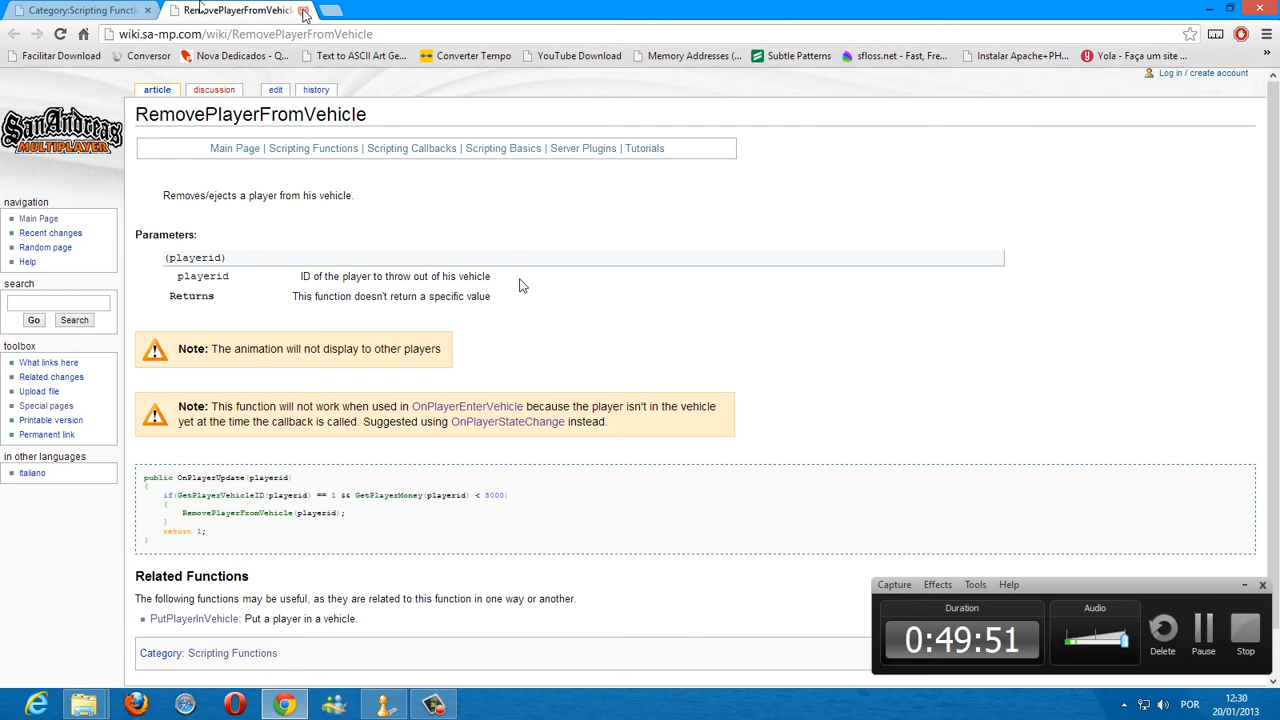 Category:Scripting Functi
RemovePlayerFromVehicl
wiki.sa-mp.com/wiki/RemovePlayerFromVehicle
Facilitar Download
Conversor
Nova Dedicados - Q...
Text to ASCII Art Ge...
Converter Tempo
YouTube Download
Memory Addresses (...
Subtle Patterns
sfloss.net - Free, hu...
Instalar Apache+PH...
Yola - Faça um site ...
»
Log in / create account
article
discussion
edit
history
SanAndreas
MULTIPLAYER
RemovePlayerFromVehicle
Main Page | Scripting Functions | Scripting Callbacks | Scripting Basics | Server Plugins | Tutorials
Removes/ejects a player from his vehicle.
Parameters:
(playerid)
playerid ID of the player to throw out of his vehicle
Returns This function doesn't return a specific value
Note: The animation will not display to other players
Note: This function will not work when used in OnPlayerEnterVehicle because the player isn't in the vehicle
yet at the time the callback is called. Suggested using OnPlayerStateChange instead.
public OnPlayerUpdate(playerid)
{
if(GetPlayerVehicleID(playerid) == 1 && GetPlayerMoney(playerid) < 5000)
{
RemovePlayerFromVehicle(playerid);
}
return 1;
}
Related Functions
The following functions may be useful, as they are related to this function in one way or another.
PutPlayerInVehicle: Put a player in a vehicle.
Category: Scripting Functions
navigation
Main Page
Recent changes
Random page
Help
search
Go
Search
toolbox
What links here
Related changes
Upload file
Special pages
Printable version
Permanent link
in other languages
Italiano
Capture
Effects
Tools
Help
Duration
0:49:51
Audio
Delete
Pause
Stop
POR
12:30
20/01/2013